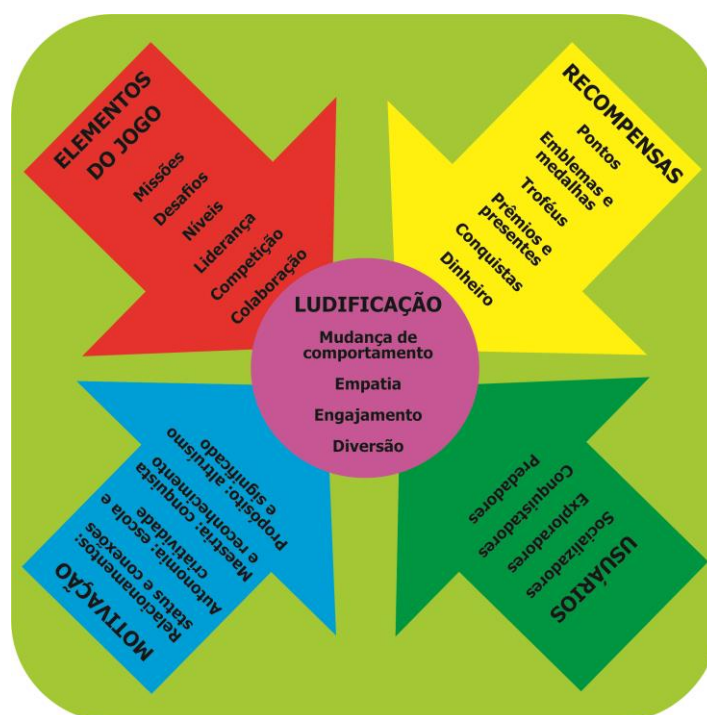 ELEMENTOS
DO JOGO
Missões
Desafios
Níveis
Liderança
Competição
Colaboração
RECOMPENSAS
Pontos
Emblemas e
medalhas
Troféus
Prêmios e
presentes
Conquistas
Dinheiro
LUDIFICAÇÃO
Mudança de
comportamento
Empatia
Engajamento
Diversão
MOTIVAÇÃO
Relacionamentos:
status e conexões
Autonomia: escola e
criatividade
Maestria: conquista
e reconhecimento
Propósito: altruísmo
e significado
USUÁRIOS
Socializadores
Exploradores
Conquistadores
Predadores